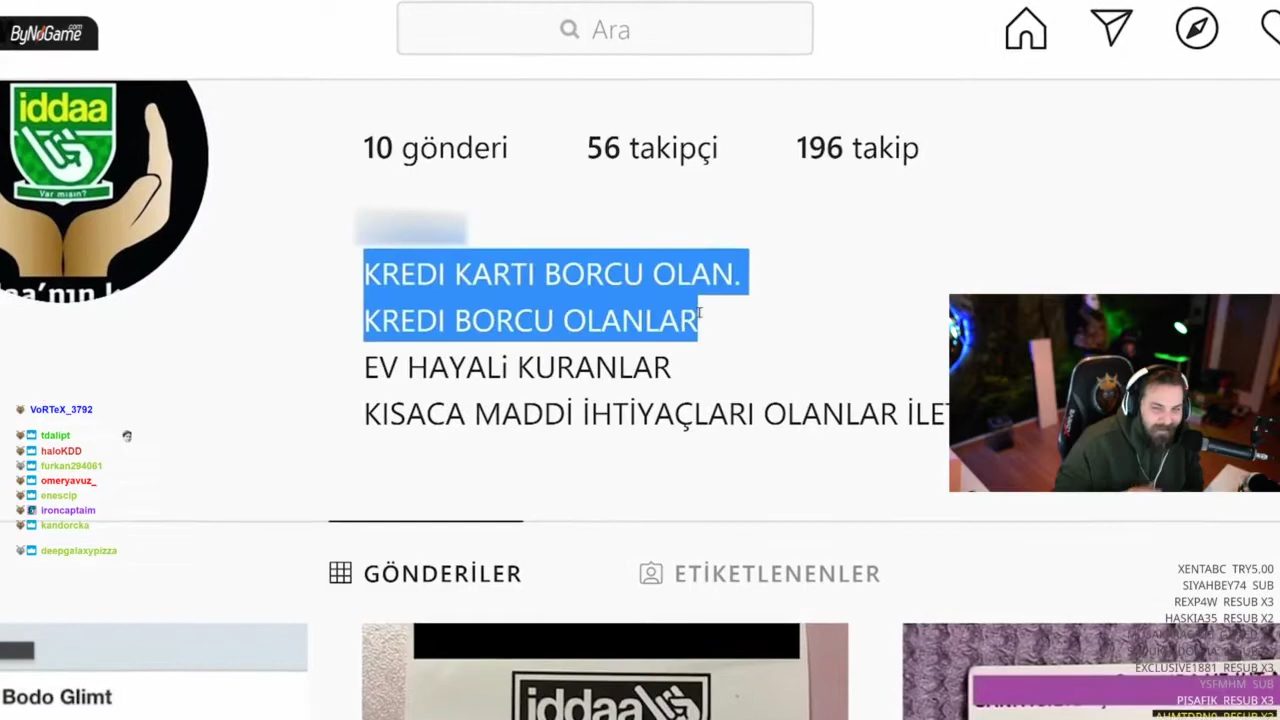 ByNoGame.com
Ara
iddaa
Var mısın?
10 gönderi
56 takipçi
196 takip
KREDI KARTI BORCU OLAN.
KREDI BORCU OLANLAR
EV HAYALi KURANLAR
KISACA MADDİ İHTİYAÇLARI OLANLAR
VoRTeX_3792
tdalipt
haloKDD
furkan294061
omeryavuz_
enescip
ironcaptaim
kandorcka
deepgalaxypizza
GÖNDERİLER
ETİKETLENENLER
XENTABC TRY5.00
SIYAHBEY74 SUB
REXP4W RESUB X3
HASKIA35 RESUB X2
EXCLUSIVE1881 RESUB X3
YSFMHM SUB
PISAFIK RESUB X3
Bodo Glimt
iddaa